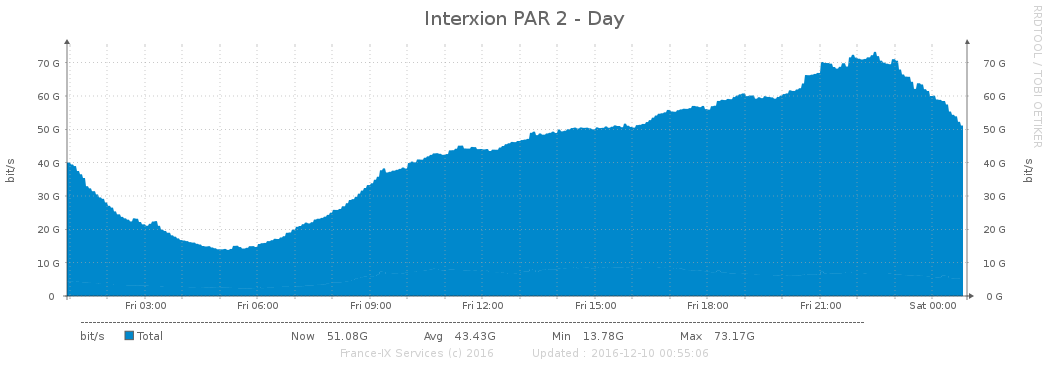 Interxion PAR 2 - Day
RRDTOOL / TOBI OETIKER
bit/s
70 G 70 G
60 G 60 G
50 G 50 G
40 G 40 G
30 G 30 G
20 G 20 G
10 G 10 G
0 0 G
bit/s
Fri 03:00 Fri 06:00 Fri 09:00 Fri 12:00 Fri 15:00 Fri 18:00 Fri 21:00 Sat 00:00
bit/s Total Now 51.08G Avg 43.43G Min 13.78G Max 73.17G
France-IX Services (c) 2016 Updated : 2016-12-10 00:55:06